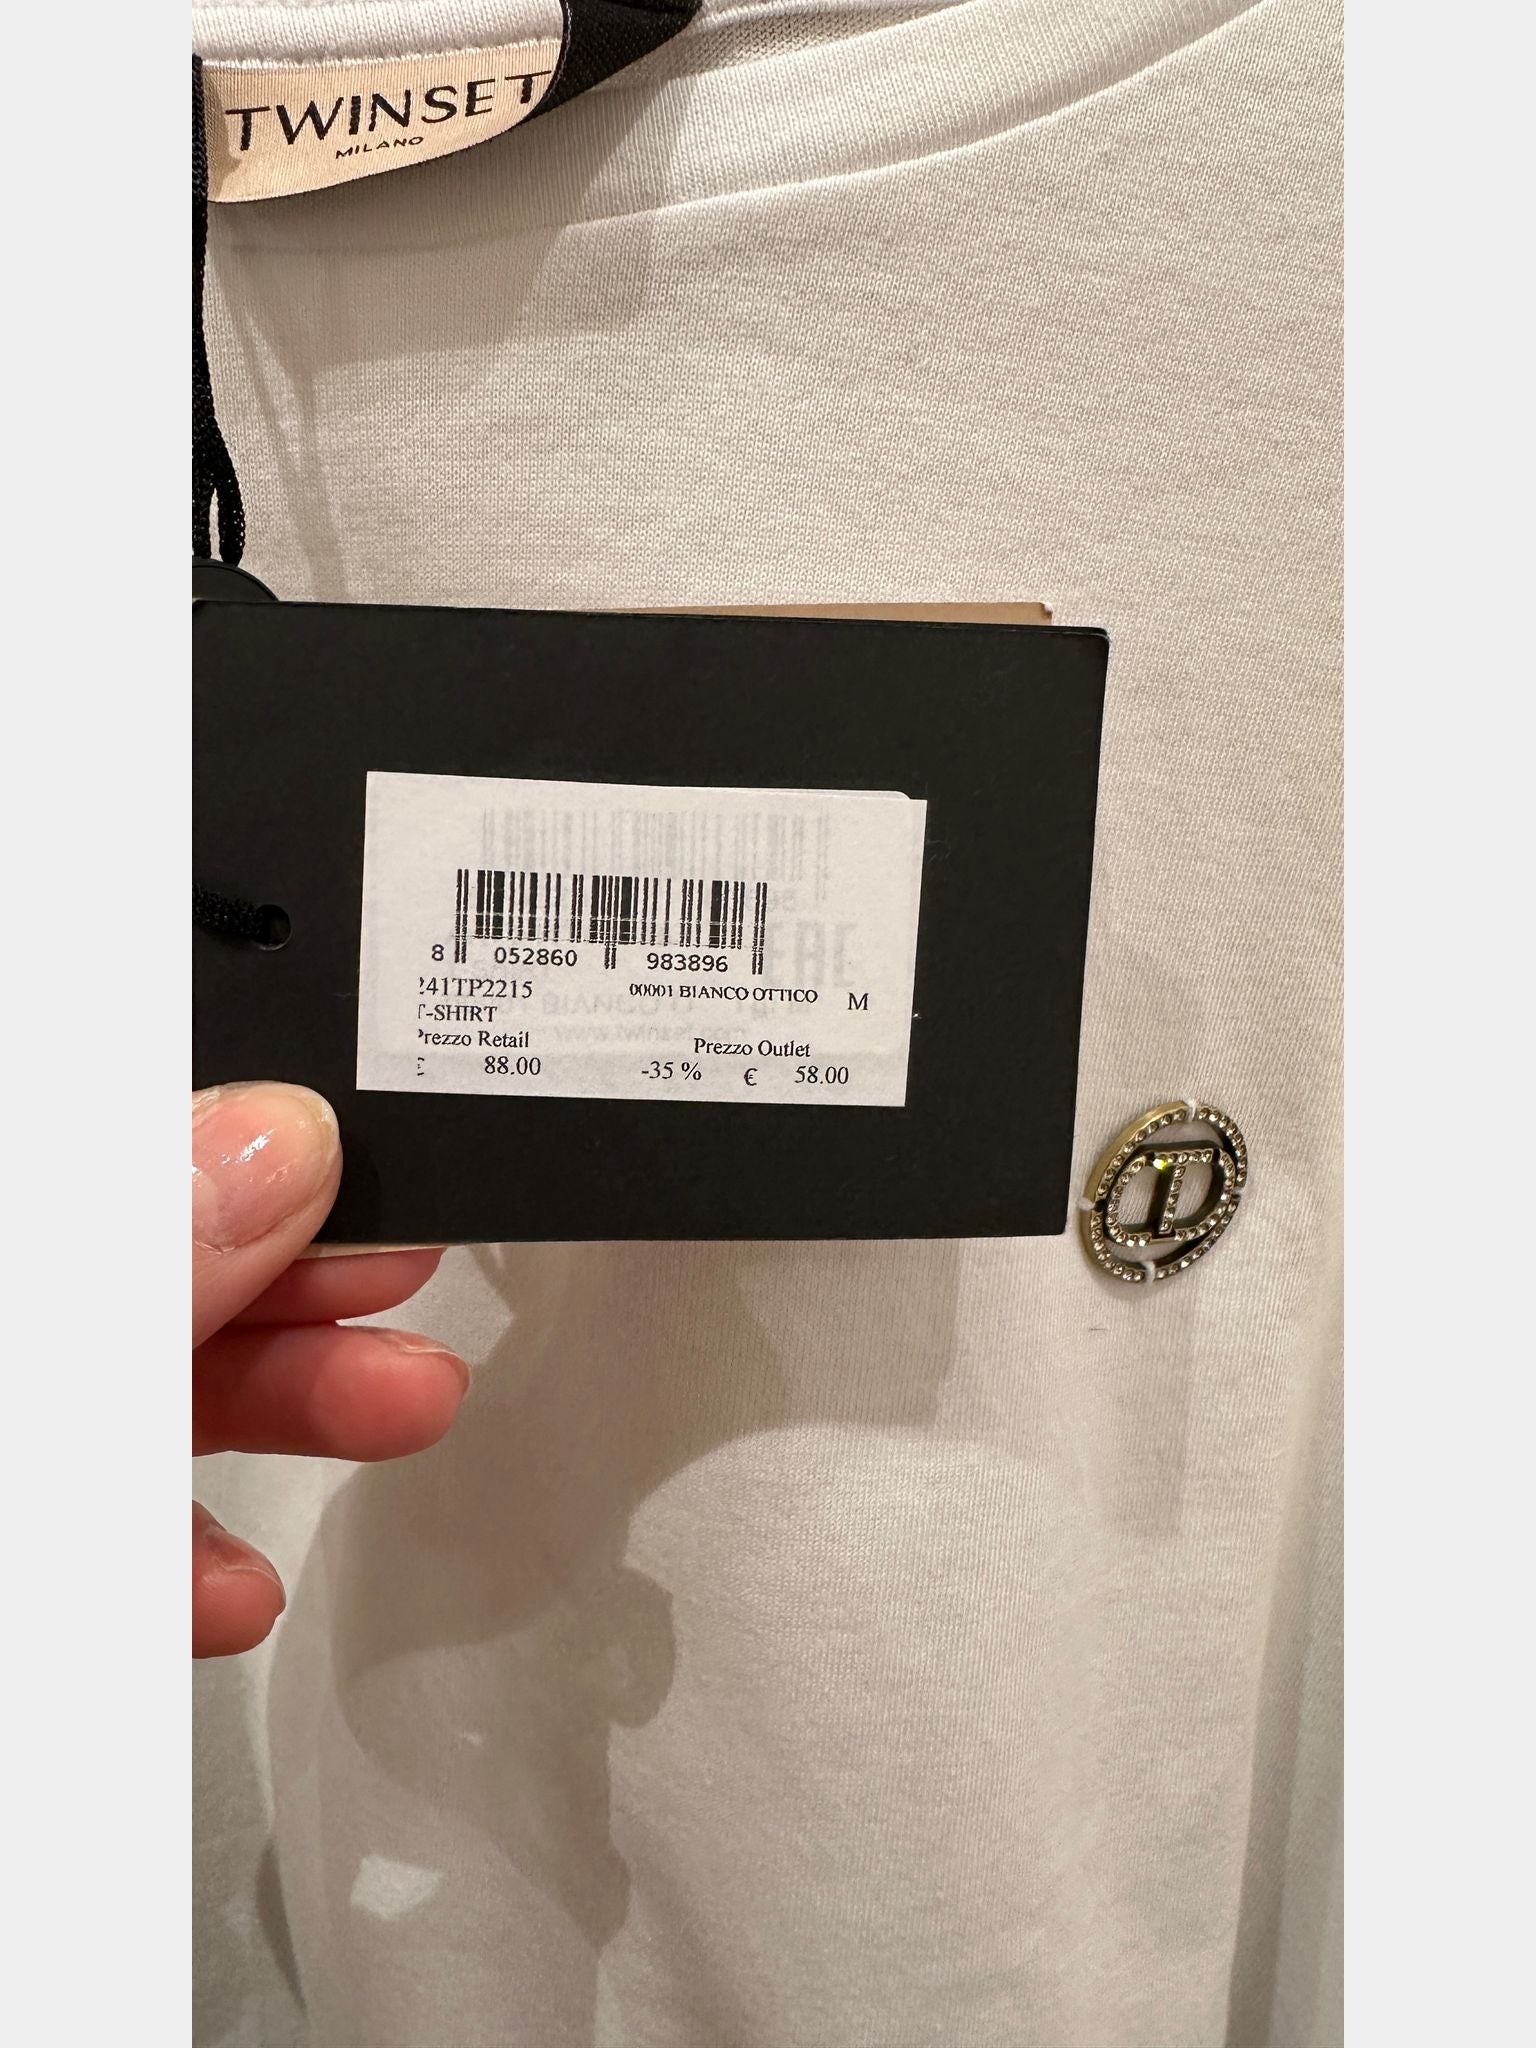 TWINSET
MILANO
8 052860 983896
241TP2215 00001 BIANCO OTTICO M
T-SHIRT
Prezzo Retail Prezzo Outlet
€ 88.00 -35 % € 58.00